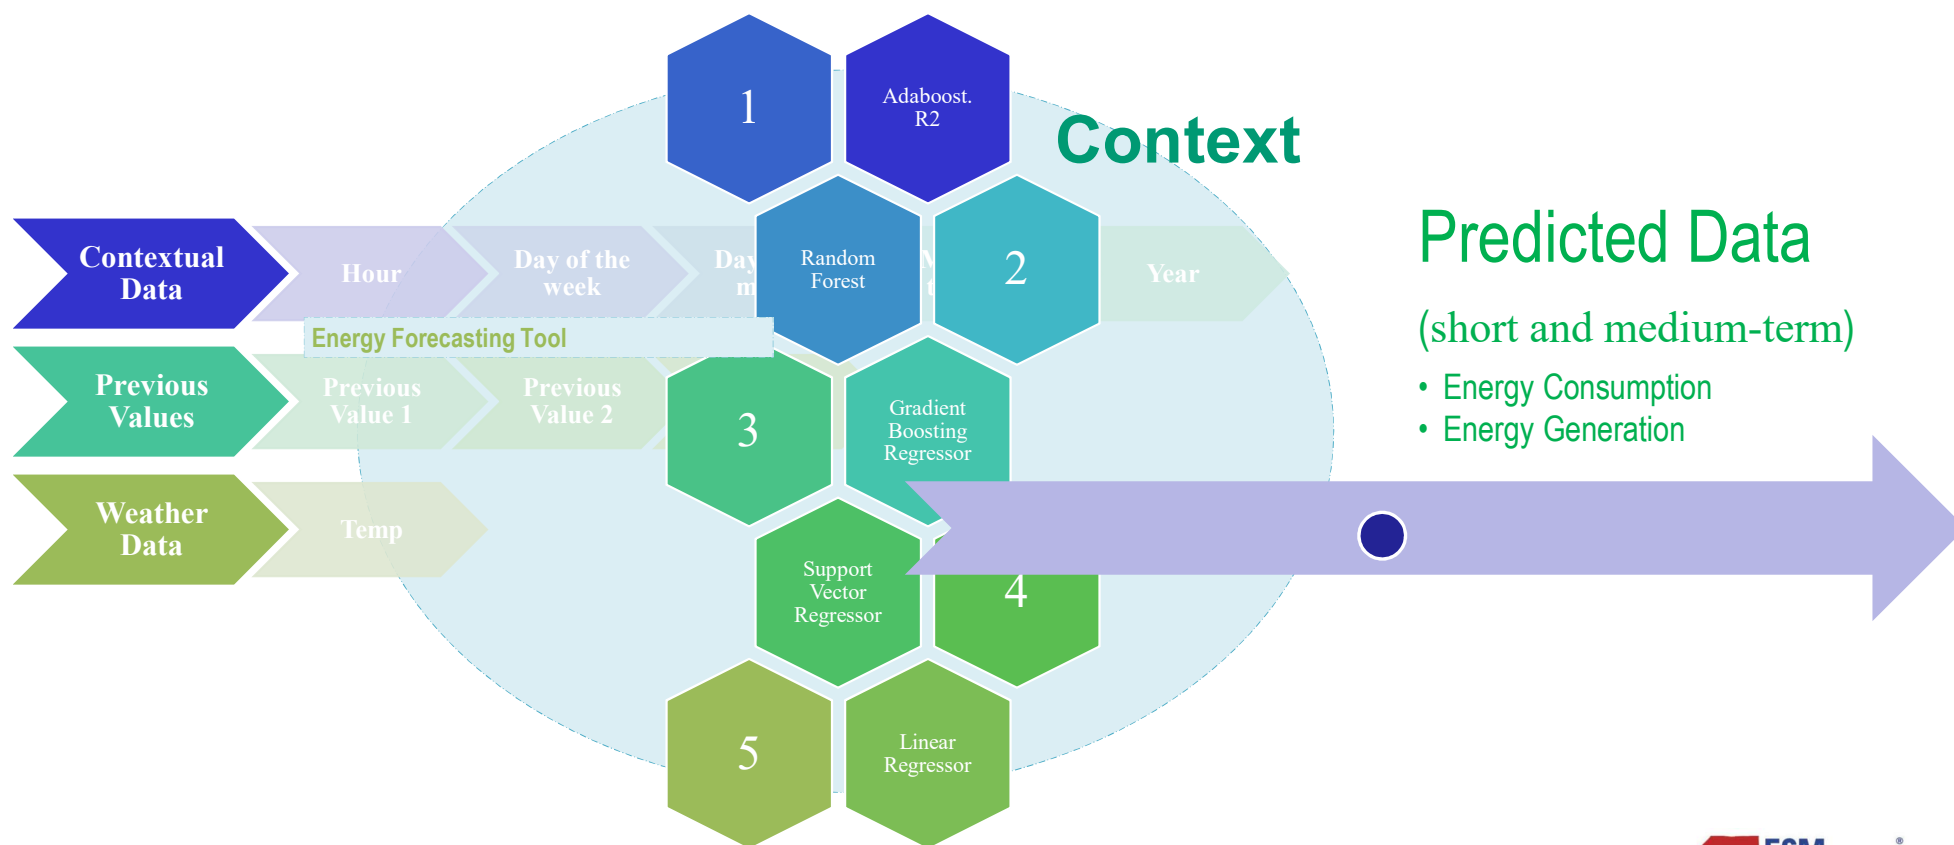 1
Adaboost.
R2
Context
Contextual
Data
Hour
Day of the
week
Day
Random
Forest
2
Year
Predicted Data
(short and medium-term)
• Energy Consumption
• Energy Generation
Energy Forecasting Tool
Previous
Values
Previous
Value 1
Previous
Value 2
3
Gradient
Boosting
Regressor
Weather
Data
Temp
Support
Vector
Regressor
4
5
Linear
Regressor